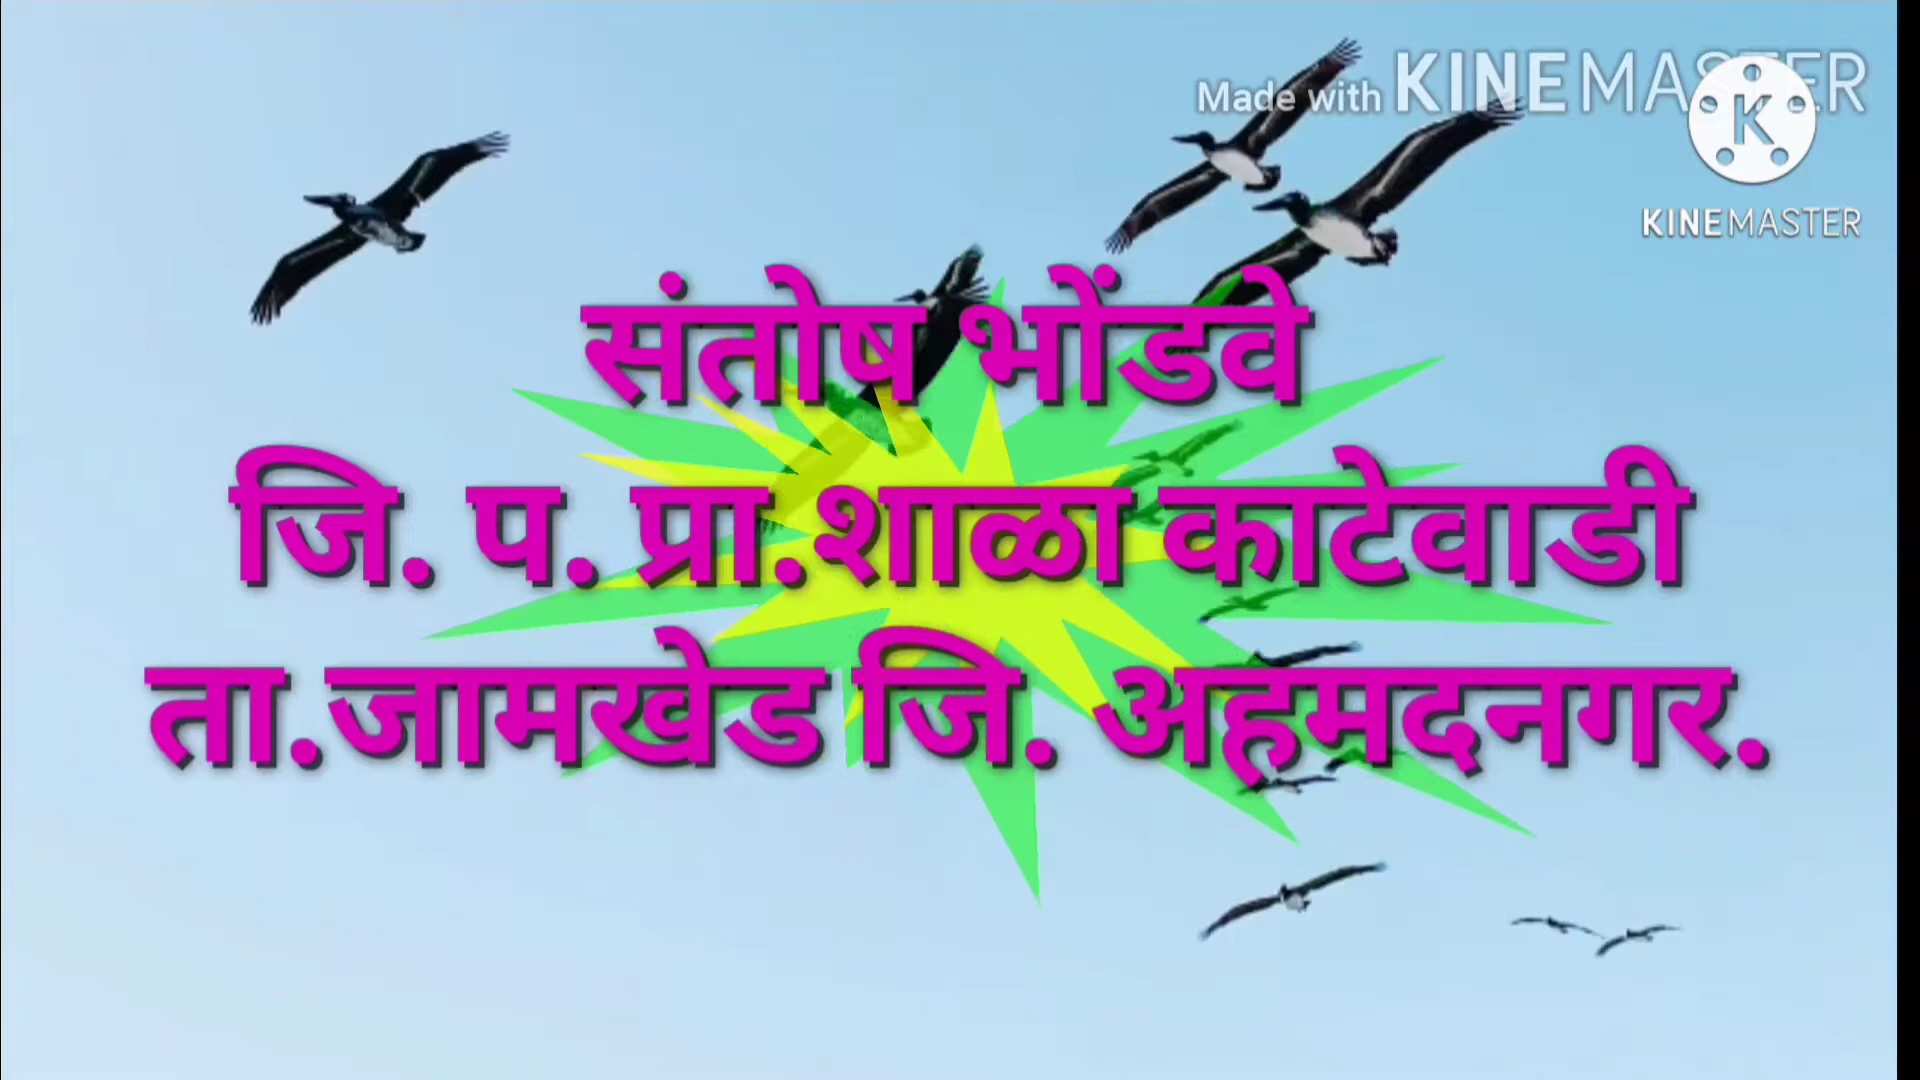 Made with KINEMASTER
K
KINEMASTER
संतोष भोंडवे
जि. प. प्रा.शाळा काटेवाडी
ता.जामखेड जि. अहमदनगर.